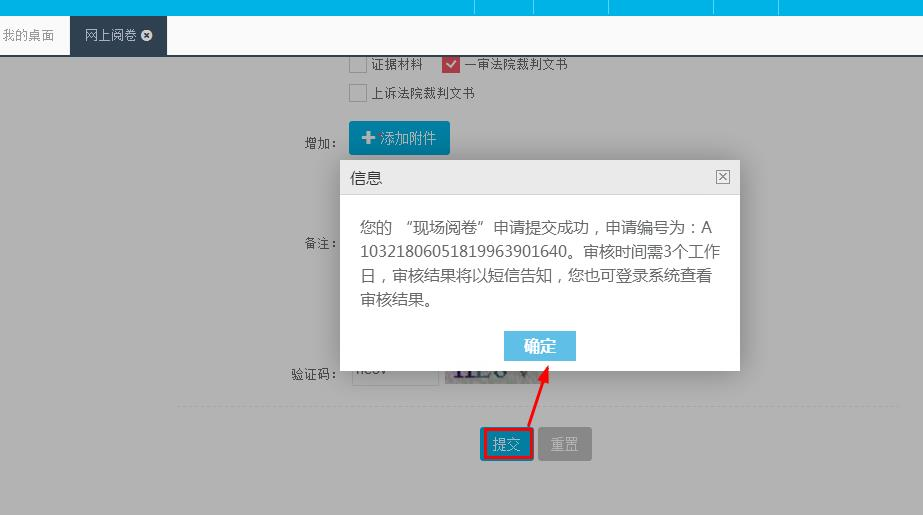 我的桌面 网上阅卷
证据材料 一审法院裁判文书
上诉法院裁判文书
增加： 添加附件
信息
您的 “现场阅卷”申请提交成功，申请编号为：A
10321806051819963901640。审核时间需3个工作
日，审核结果将以短信告知，您也可登录系统查看
审核结果。
备注：
确定
验证码：
提交 重置